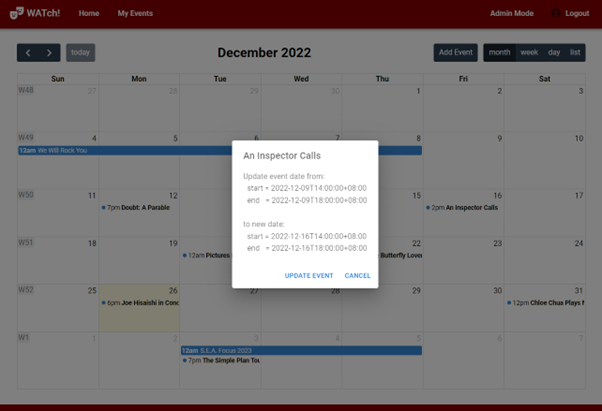 WATch! Home My Events Admin Mode Logout
today December 2022 Add Event month week day list
Sun Mon Tue Wed Thu Fri Sat
W48 27 28 29 30 1 2 3
W49 4 5 6 7 8 9 10
12am We Will Rock You
An Inspector Calls
Update event date from:
start = 2022-12-09T14:00:00+08:00
end = 2022-12-09T18:00:00+08:00
W50 11 12 15 16 17
7pm Doubt: A Parable 2pm An Inspector Calls
to new date:
start = 2022-12-16T14:00:00+08:00
end = 2022-12-16T18:00:00+08:00
W51 18 19 22 23 24
12am Pictures Butterfly Lover
UPDATE EVENT CANCEL
W52 25 26 27 28 29 30 31
6pm Joe Hisaishi in Conc 12pm Chloe Chua Plays
W1 1 2 3 4 5 6 7
12am S.E.A. Focus 2023
7pm The Simple Plan Tou